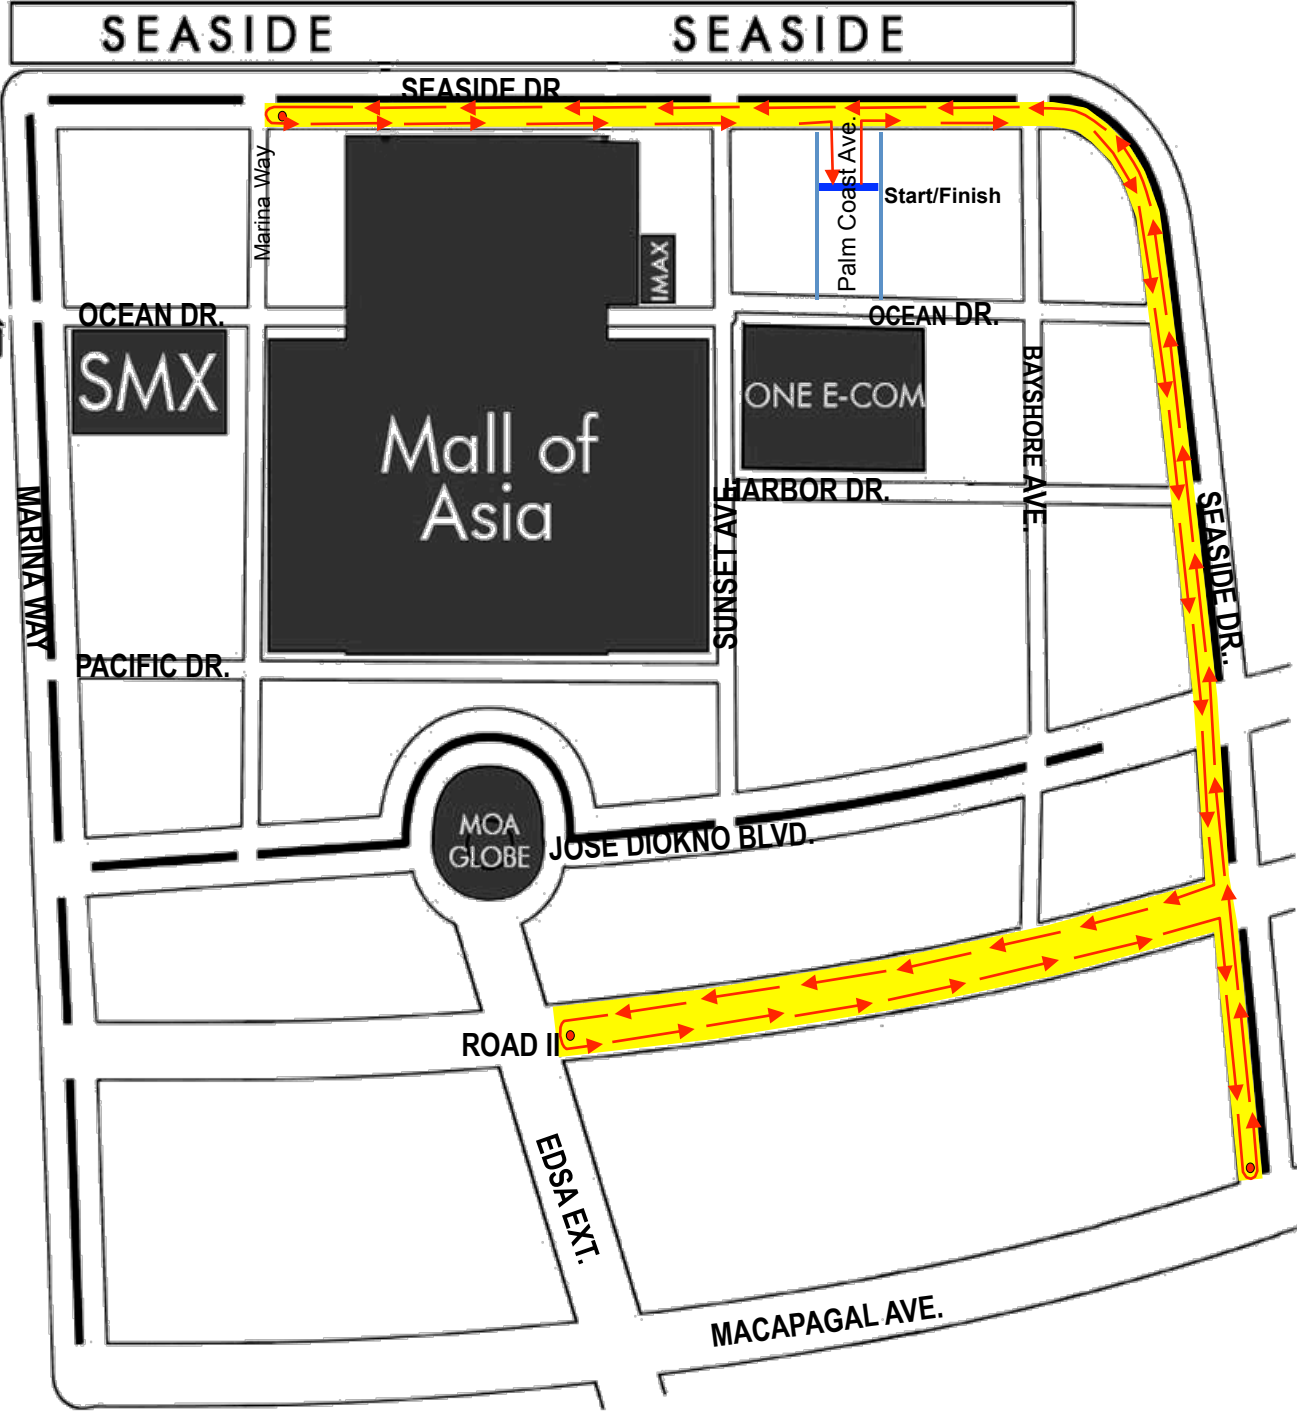 SEASIDE SEASIDE
SEASIDE DR
Marina Way
Palm Coast Ave.
Start/Finish
IMAX
OCEAN DR.
OCEAN DR.
SMX
ONE E-COM
Mall of
Asia
BAYSHORE AVE.
HARBOR DR.
MARINA WAY
SUNSET AVE
SEASIDE DR..
PACIFIC DR.
MOA
GLOBE
JOSE DIOKNO BLVD.
ROAD II
EDSA EXT.
MACAPAGAL AVE.